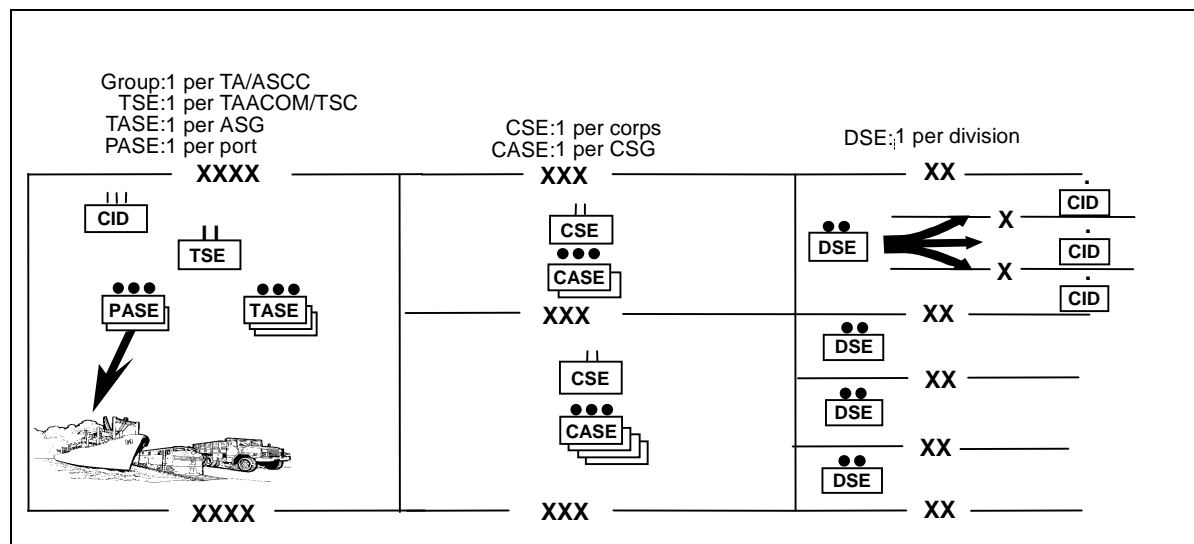 Group:1 per TA/ASCC
TSE:1 per TAACOM/TSC
TASE:1 per ASG
PASE:1 per port
CSE:1 per corps
CASE:1 per CSG
DSE:1 per division
XXXX
XXX
XX
CID
CID
X
TSE
CSE
DSE
CID
CASE
X
PASE
TASE
CID
XXX
XX
DSE
CSE
XX
DSE
CASE
XX
DSE
XXXX
XXX
XX